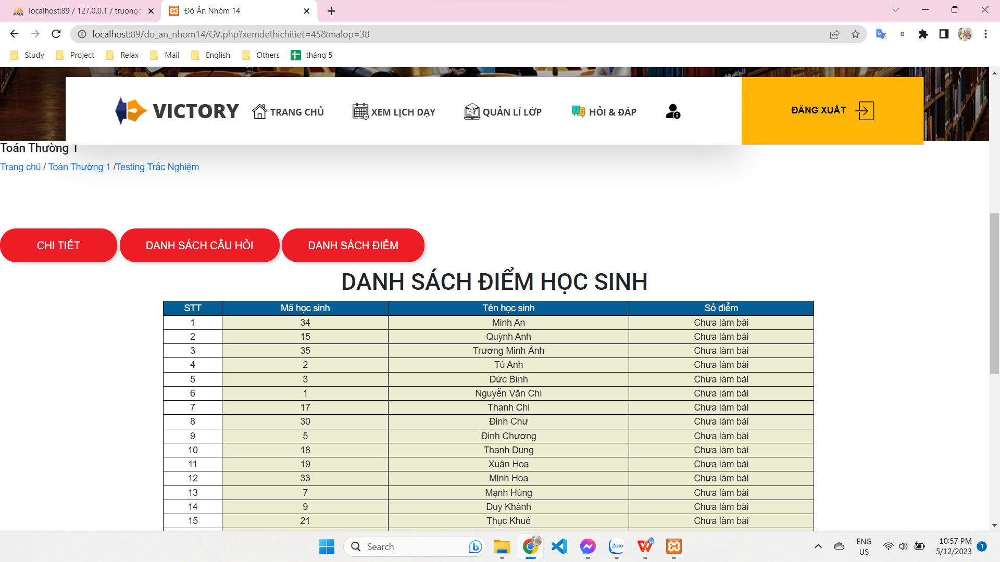 localhost:89 / 127.0.0.1 / truongc
Đò Án Nhóm 14
localhost:89/do_an_nhom14/GV.php?xemdethichitiet=45&malop=38
Study Project Relax Mail English Others tháng 5
VICTORY TRANG CHỦ XEM LỊCH DẠY QUẢN LÍ LỚP HỎI & ĐÁP ĐĂNG XUẤT
Toán Thường 1
Trang chủ / Toán Thường 1 /Testing Trắc Nghiệm
CHI TIẾT DANH SÁCH CÂU HỎI DANH SÁCH ĐIỂM
DANH SÁCH ĐIỂM HỌC SINH
STT Mã học sinh Tên học sinh Số điểm
1 34 Minh An Chưa làm bài
2 15 Quỳnh Anh Chưa làm bài
3 35 Trương Minh Ánh Chưa làm bài
4 2 Tú Anh Chưa làm bài
5 3 Đức Bình Chưa làm bài
6 1 Nguyễn Văn Chí Chưa làm bài
7 17 Thanh Chi Chưa làm bài
8 30 Đinh Chư Chưa làm bài
9 5 Đinh Chương Chưa làm bài
10 18 Thanh Dung Chưa làm bài
11 19 Xuân Hoa Chưa làm bài
12 33 Minh Hoa Chưa làm bài
13 7 Mạnh Hùng Chưa làm bài
14 9 Duy Khánh Chưa làm bài
15 21 Thục Khuê Chưa làm bài
Search
Zalo
ENG
US
10:57 PM
5/12/2023
1